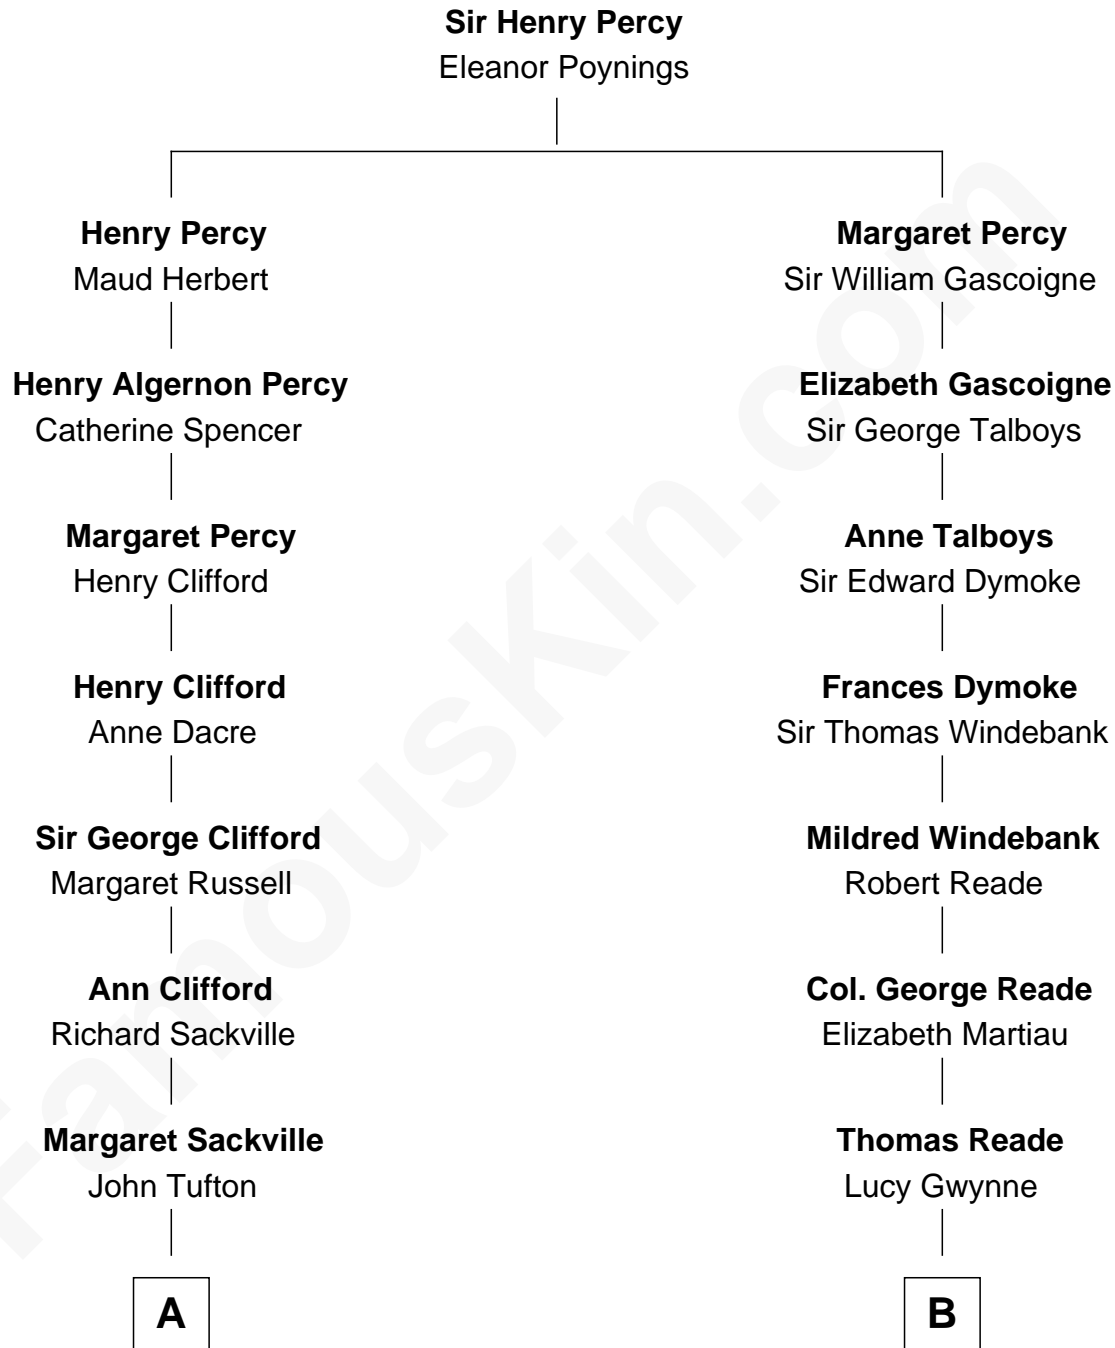 Sir Henry Percy
Eleanor Poynings
Henry Percy
Maud Herbert
Margaret Percy
Sir William Gascoigne
Henry Algernon Percy
Catherine Spencer
Elizabeth Gascoigne
Sir George Talboys
Margaret Percy
Henry Clifford
Anne Talboys
Sir Edward Dymoke
Henry Clifford
Anne Dacre
Frances Dymoke
Sir Thomas Windebank
Sir George Clifford
Margaret Russell
Mildred Windebank
Robert Reade
Ann Clifford
Richard Sackville
Col. George Reade
Elizabeth Martiau
Margaret Sackville
John Tufton
Thomas Reade
Lucy Gwynne
A
B
FamousKin.com